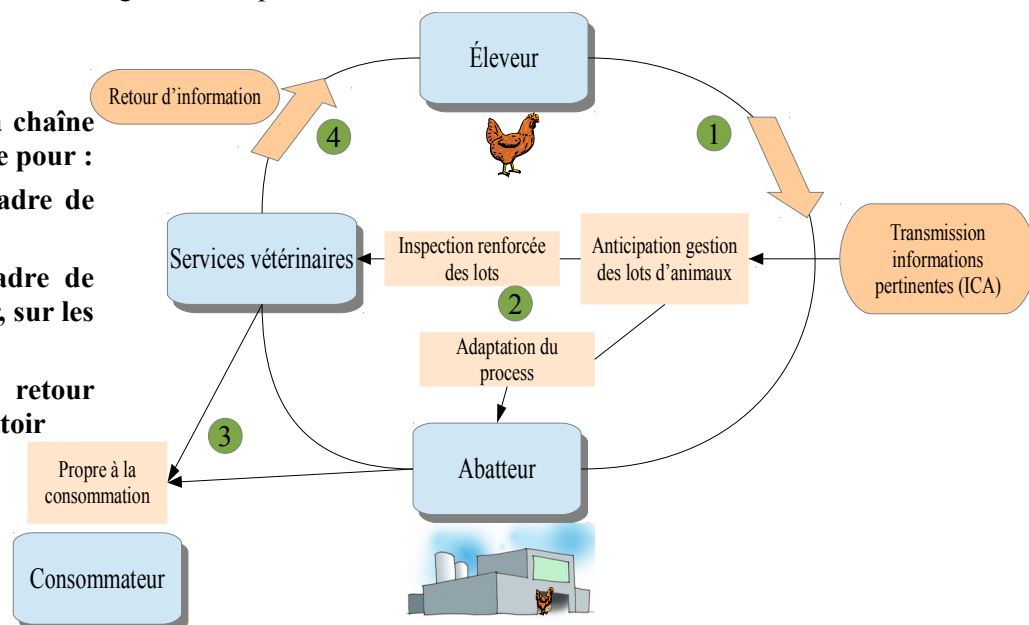 Éleveur
Retour d'information
chaîne
e pour :
adre de
adre de
, sur les
retour
toir
4
1
Services vétérinaires
Inspection renforcée
des lots
Anticipation gestion
des lots d'animaux
Transmission
informations
pertinentes (ICA)
2
Adaptation du
process
3
Propre à la
consommation
Abatteur
Consommateur